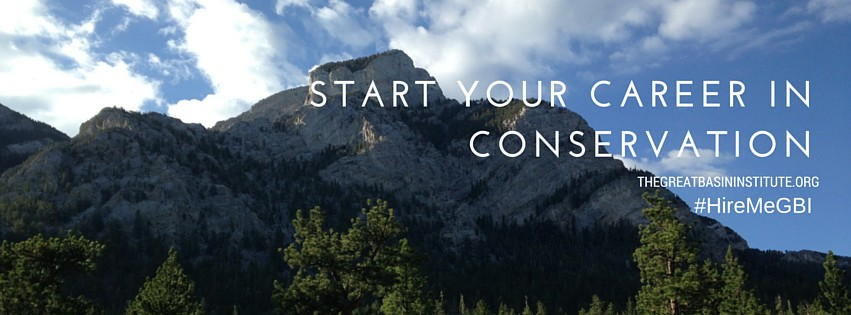 START YOUR CAREER IN
CONSERVATION
THEGREATBASININSTITUTE.ORG
#HireMeGBI